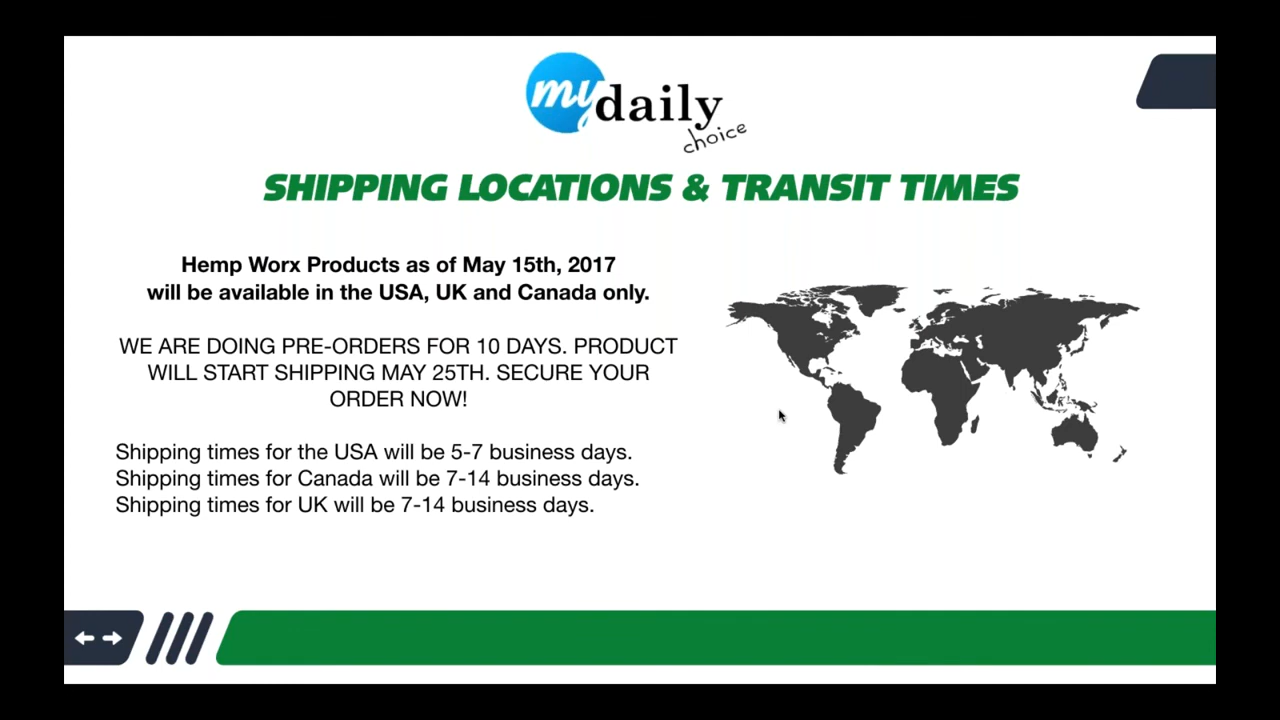 my daily
choice
SHIPPING LOCATIONS & TRANSIT TIMES
Hemp Worx Products as of May 15th, 2017
will be available in the USA, UK and Canada only.
WE ARE DOING PRE-ORDERS FOR 10 DAYS. PRODUCT
WILL START SHIPPING MAY 25TH. SECURE YOUR
ORDER NOW!
Shipping times for the USA will be 5-7 business days.
Shipping times for Canada will be 7-14 business days.
Shipping times for UK will be 7-14 business days.